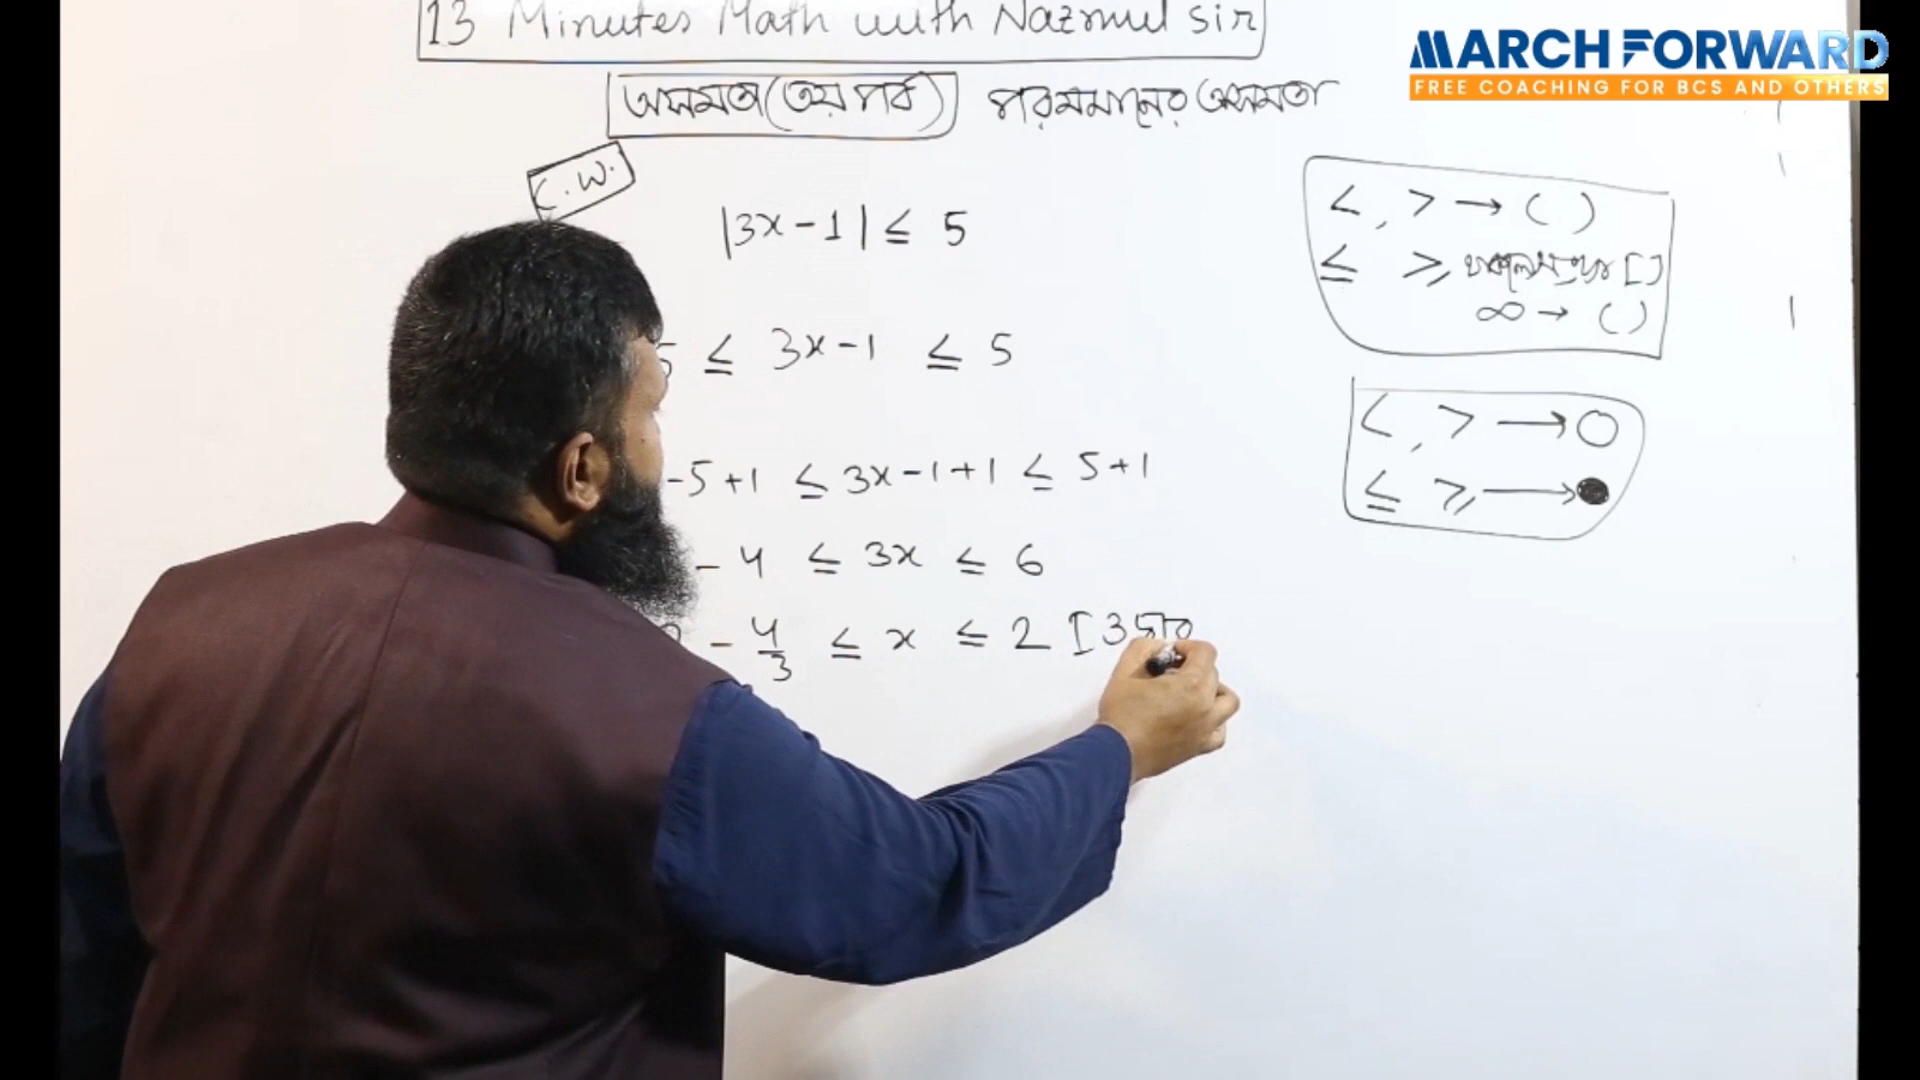 13 Minutes Math with Nazmul sir
MARCH FORWARD
FREE COACHING FOR BCS AND OTHERS
অসমতা (৩য় পর্ব) পরমমানের অসমতা
C.W.
|3x-1| ≤ 5
5 ≤ 3x-1 ≤ 5
-5+1 ≤ 3x-1+1 ≤ 5+1
-4 ≤ 3x ≤ 6
-4/3 ≤ x ≤ 2 [3 দ্বারা
<, > → ( )
≤ ≥ []
∞ → ( )
<, > → ○
≤ ≥ → ●